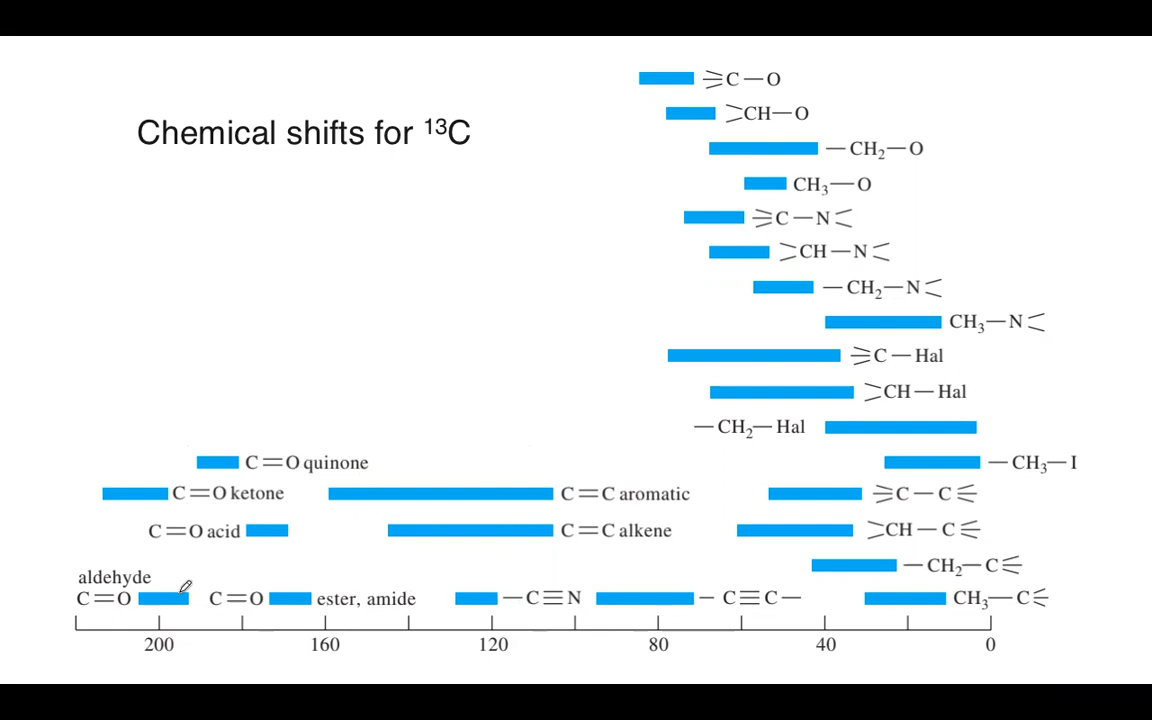 Chemical shifts for ¹³C
C—O
CH—O
—CH₂—O
CH₃—O
C—N
CH—N
—CH₂—N
CH₃—N
C—Hal
CH—Hal
—CH₂—Hal
C=O quinone
—CH₃—I
C=O ketone
C=C aromatic
C—C
C=O acid
C=C alkene
CH—C
—CH₂—C
aldehyde
C=O
C=O ester, amide
—C≡N
—C≡C—
CH₃—C
200 160 120 80 40 0